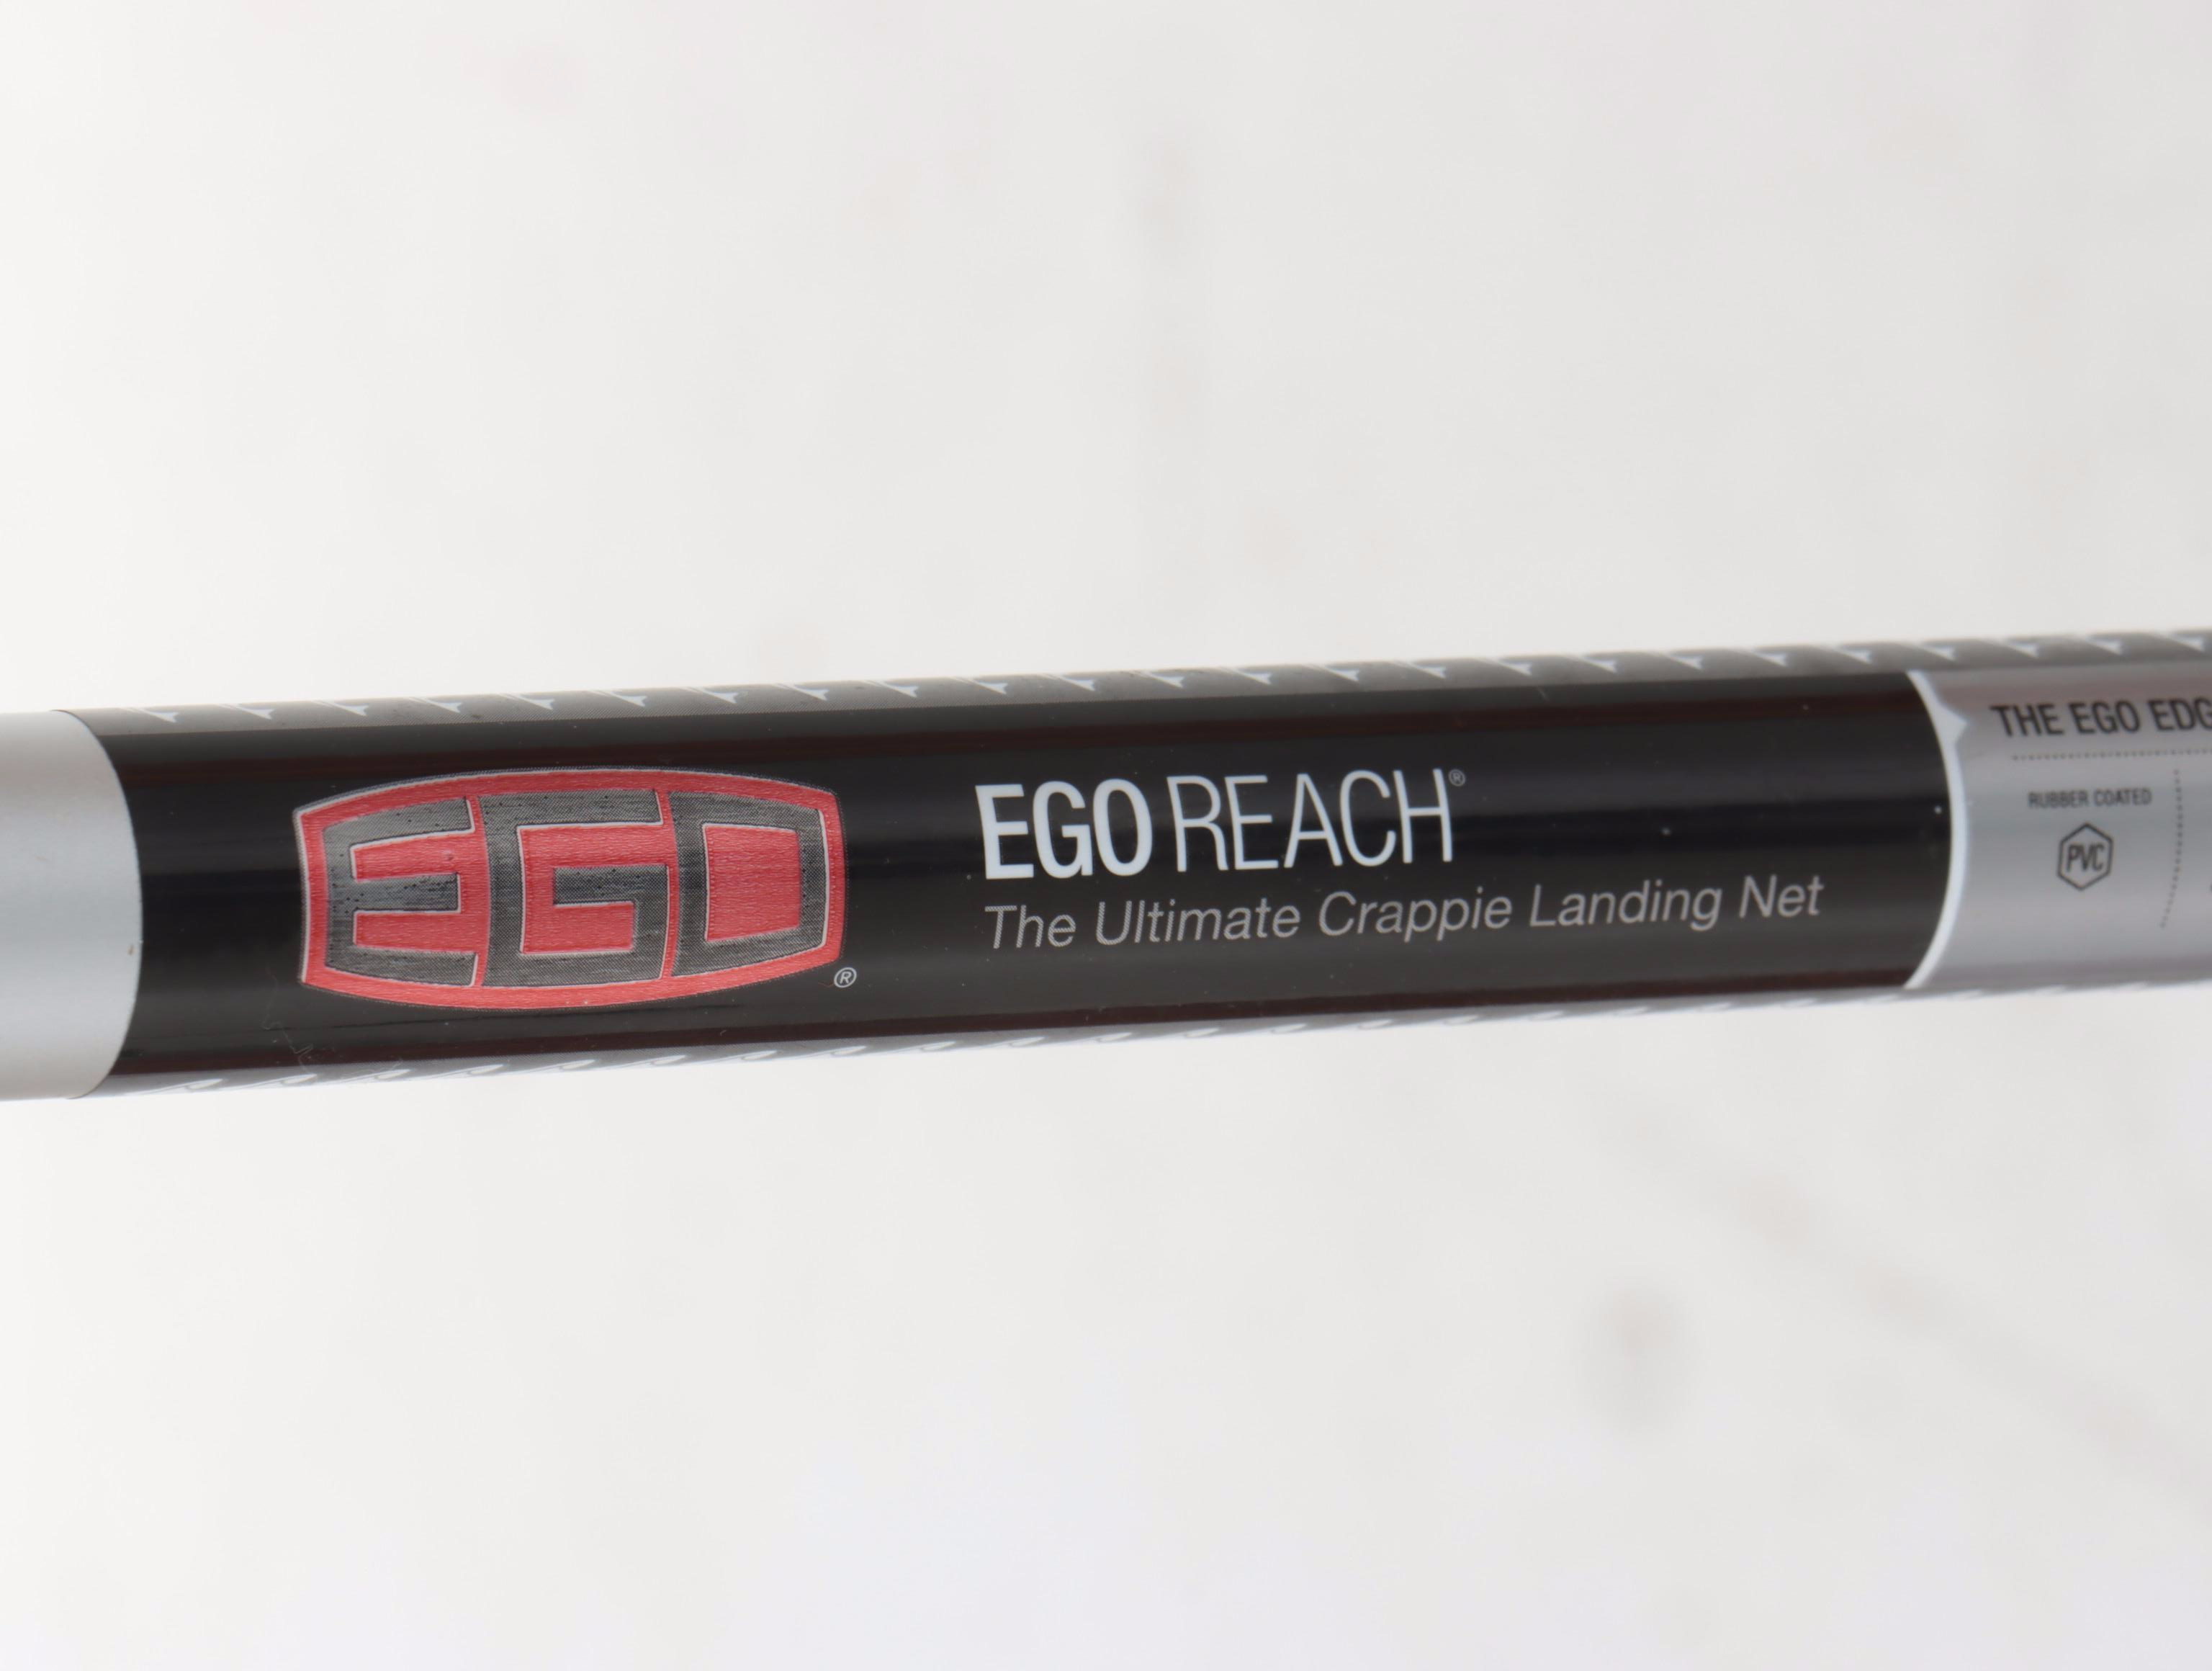 EGO®
EGO REACH®
The Ultimate Crappie Landing Net
THE EGO EDG
RUBBER COATED
PVC